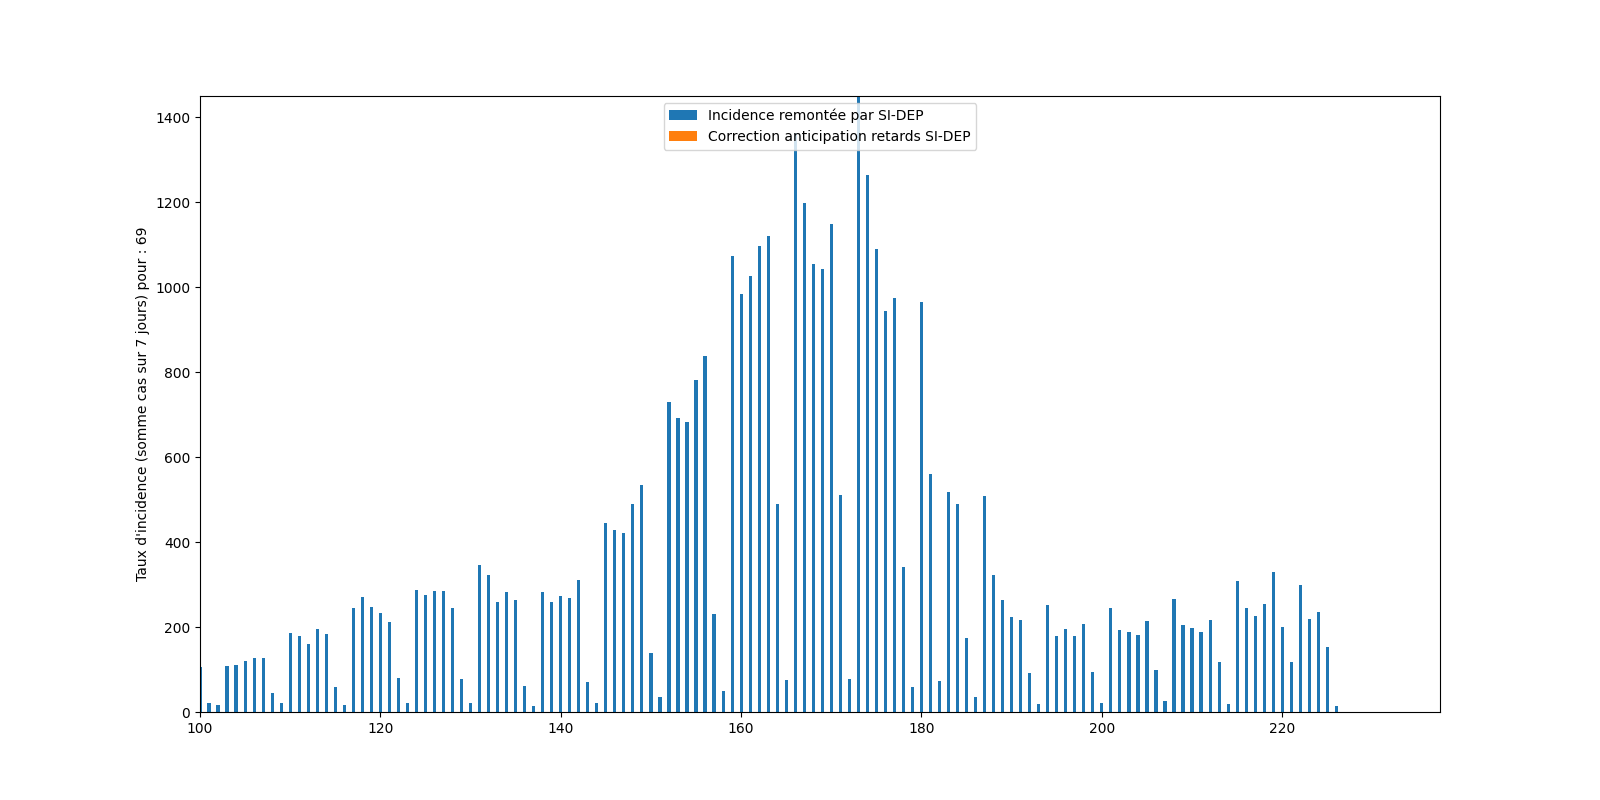 Incidence remontée par SI-DEP
Correction anticipation retards SI-DEP
Taux d'incidence (somme cas sur 7 jours) pour : 69
1400
1200
1000
800
600
400
200
0
100 120 140 160 180 200 220